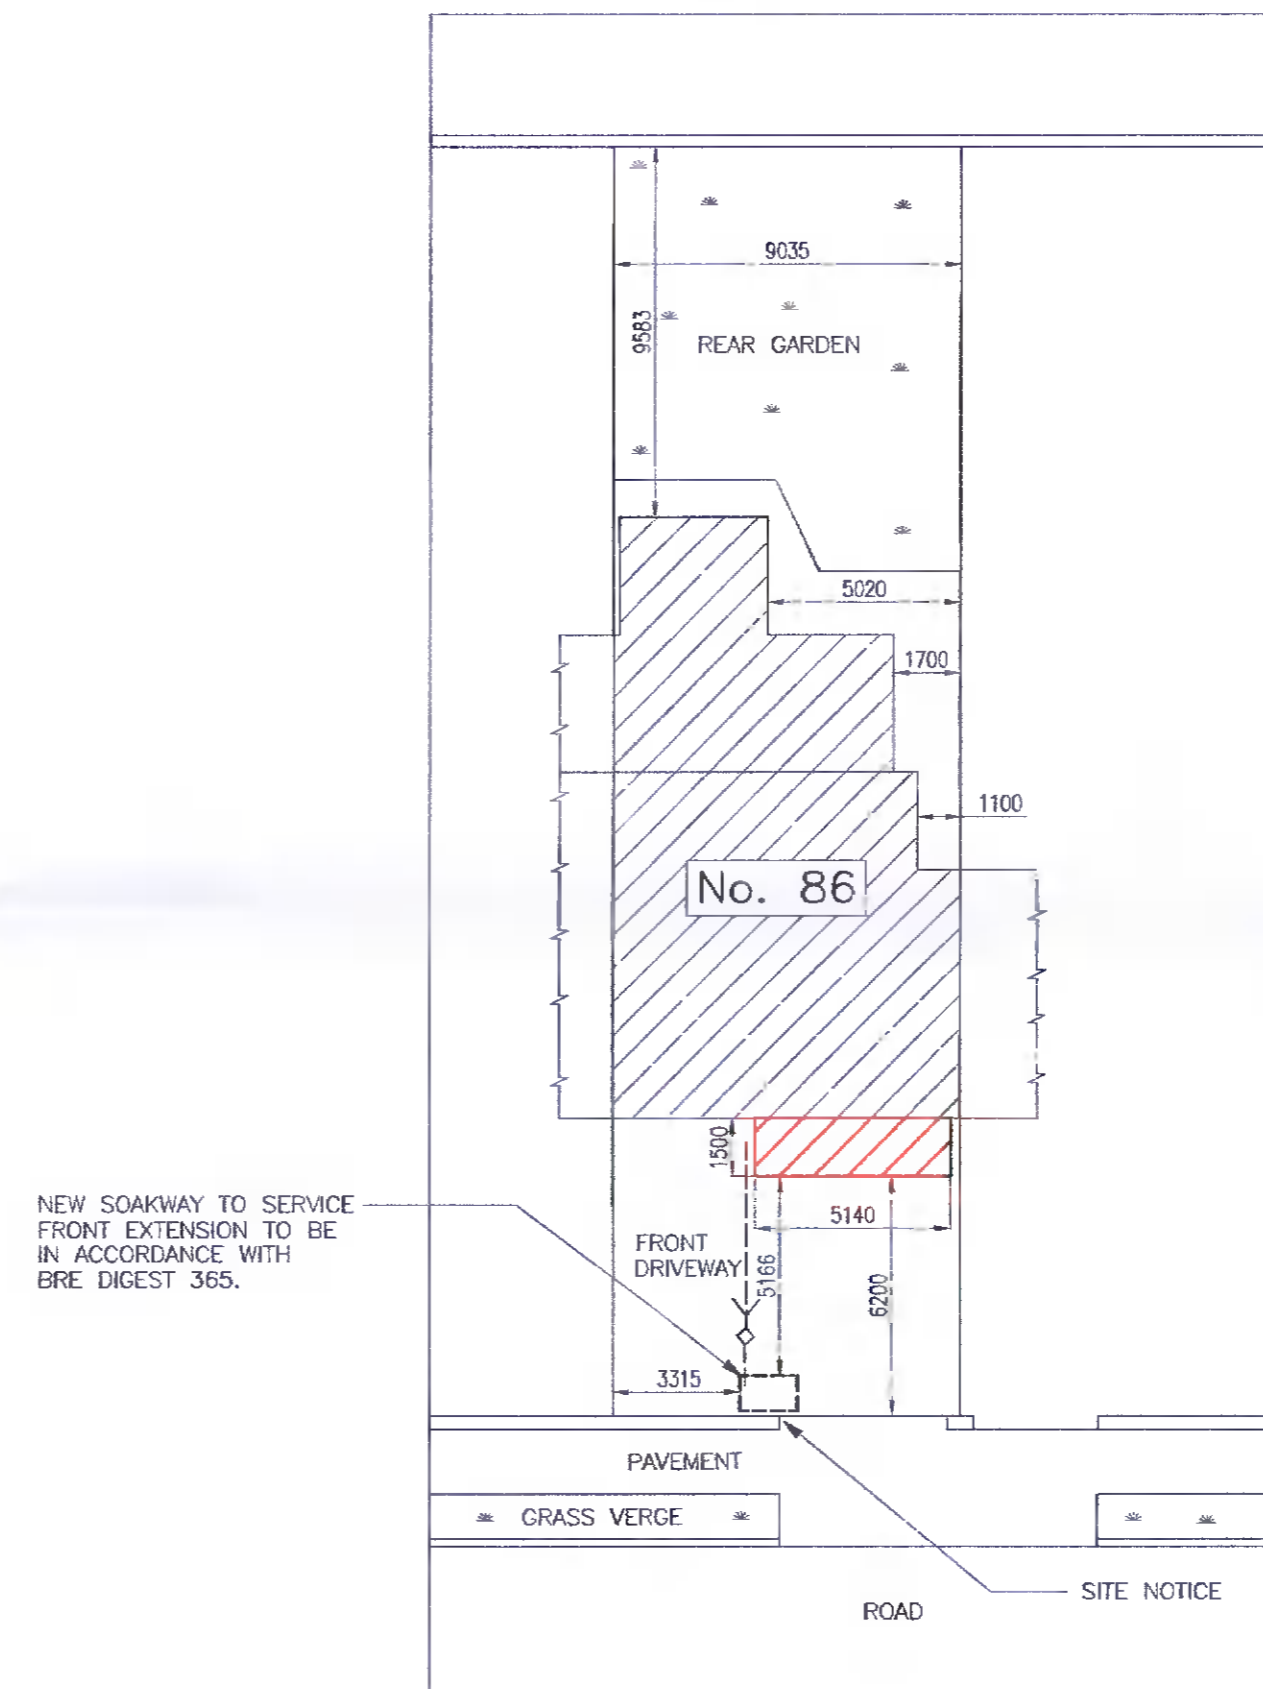 9035
9583
REAR GARDEN
5020
1700
1100
No. 86
1500
5140
NEW SOAKWAY TO SERVICE
FRONT EXTENSION TO BE
IN ACCORDANCE WITH
BRE DIGEST 365.
FRONT
DRIVEWAY
5166
6200
3315
PAVEMENT
GRASS VERGE
SITE NOTICE
ROAD